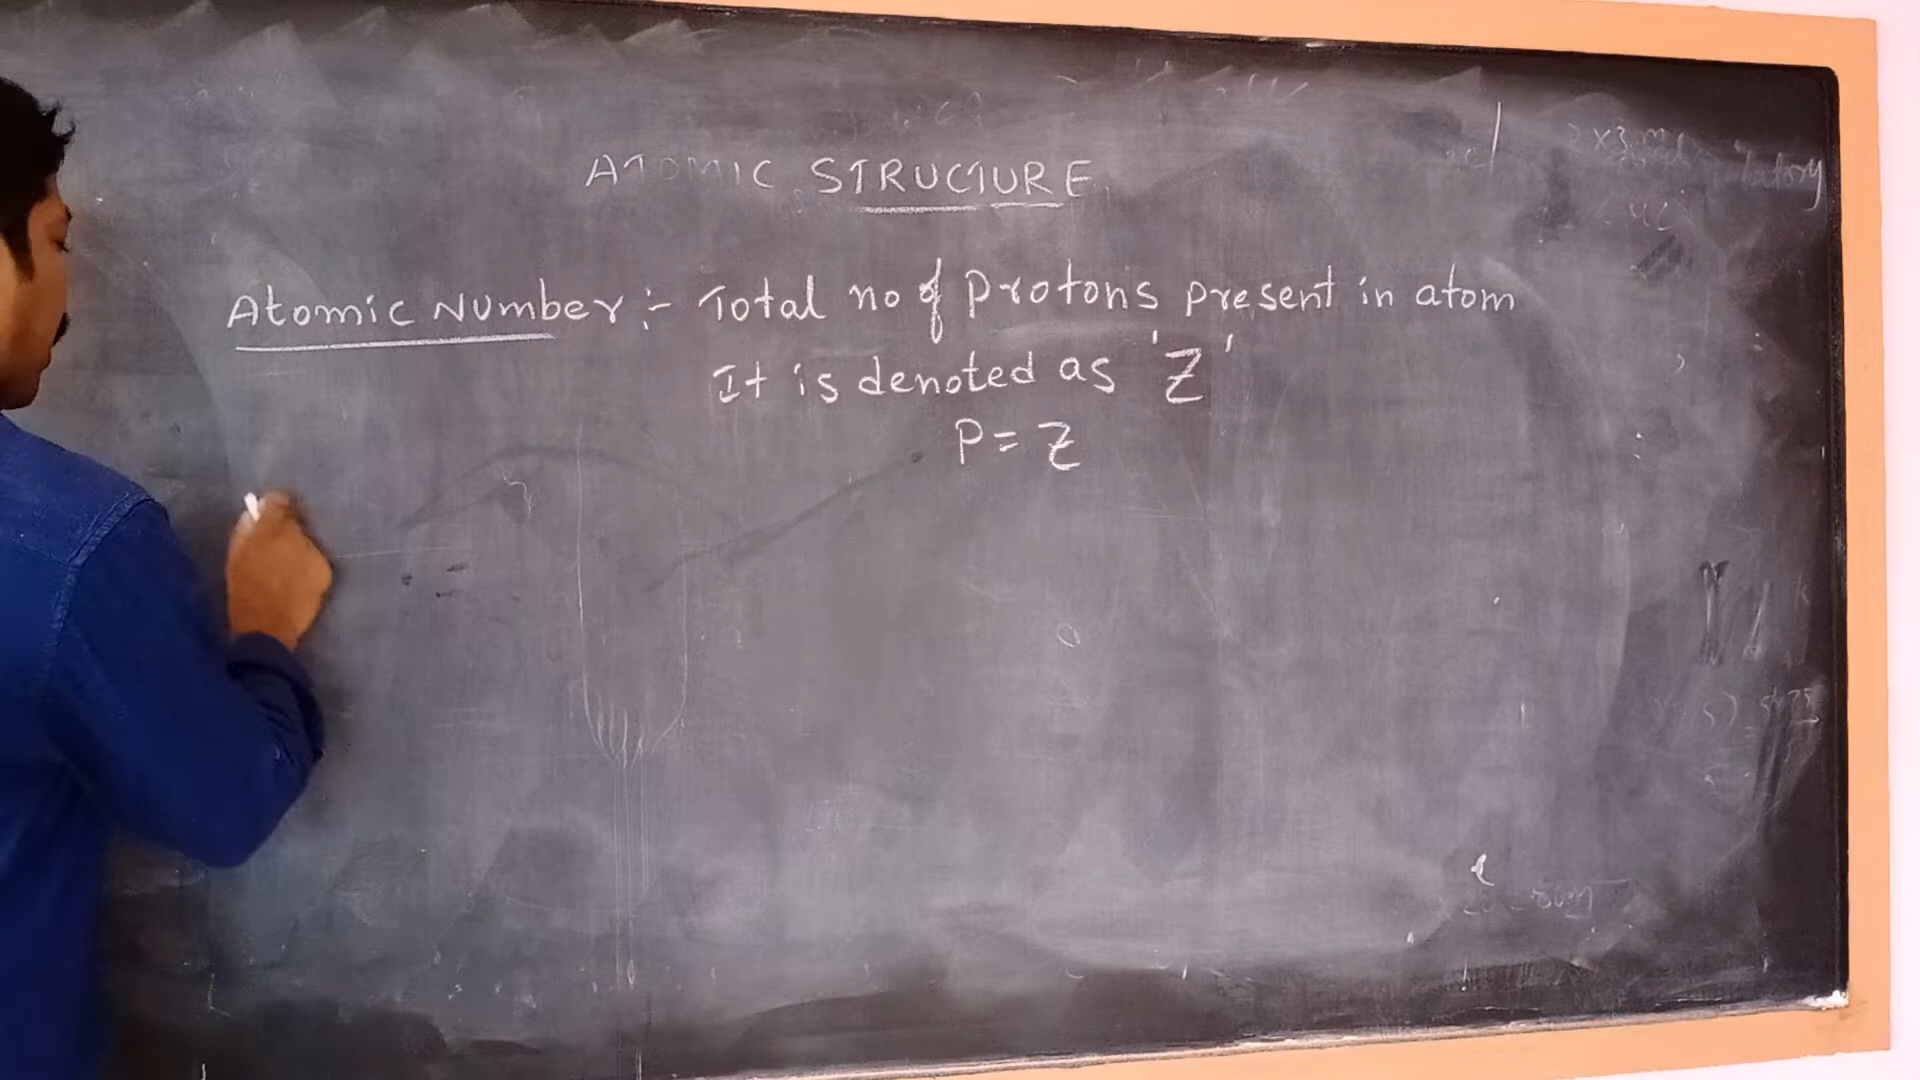 ATOMIC STRUCTURE
Atomic Number :- Total no of Protons present in atom
It is denoted as 'Z'
P = Z